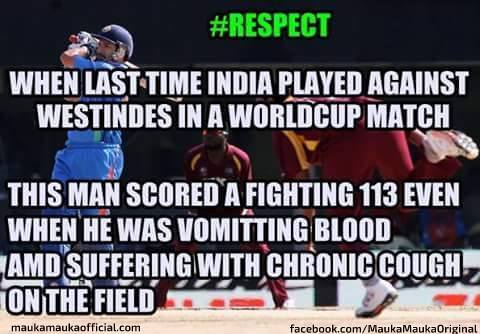 #RESPECT
WHEN LAST TIME INDIA PLAYED AGAINST
WESTINDES IN A WORLDCUP MATCH
THIS MAN SCORED A FIGHTING 113 EVEN
WHEN HE WAS VOMITTING BLOOD
AMD SUFFERING WITH CHRONIC COUGH
ON THE FIELD
maukamaukaofficial.com
facebook.com/MaukaMaukaOriginal